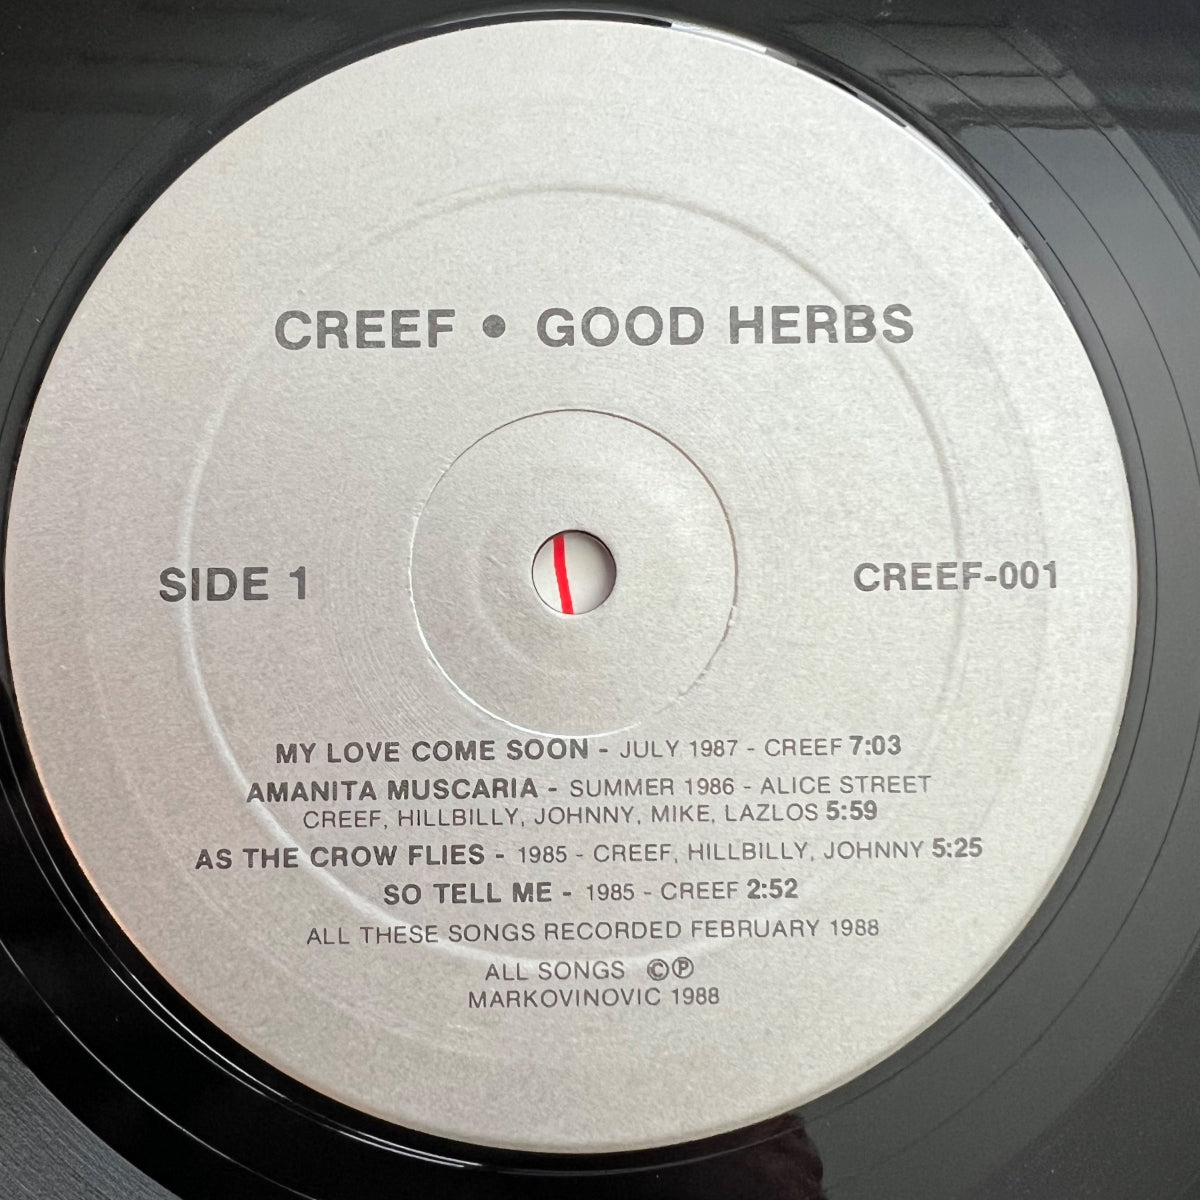 CREEF • GOOD HERBS
SIDE 1
CREEF-001
MY LOVE COME SOON - JULY 1987 - CREEF 7:03
AMANITA MUSCARIA - SUMMER 1986 - ALICE STREET
CREEF, HILLBILLY, JOHNNY, MIKE, LAZLOS 5:59
AS THE CROW FLIES - 1985 - CREEF, HILLBILLY, JOHNNY 5:25
SO TELL ME - 1985 - CREEF 2:52
ALL THESE SONGS RECORDED FEBRUARY 1988
ALL SONGS ©℗
MARKOVINOVIC 1988